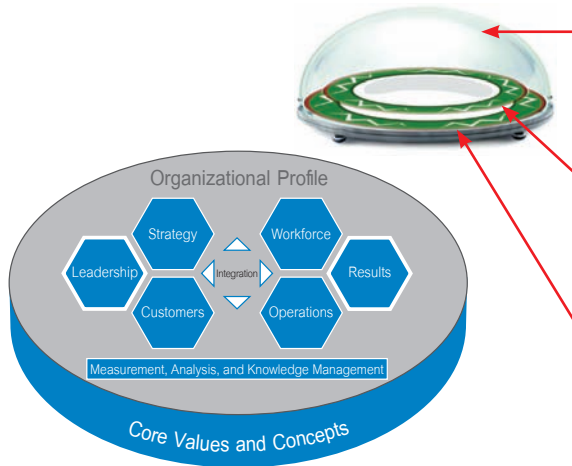 Organizational Profile
Strategy
Workforce
Leadership
Integration
Results
Customers
Operations
Measurement, Analysis, and Knowledge Management
Core Values and Concepts